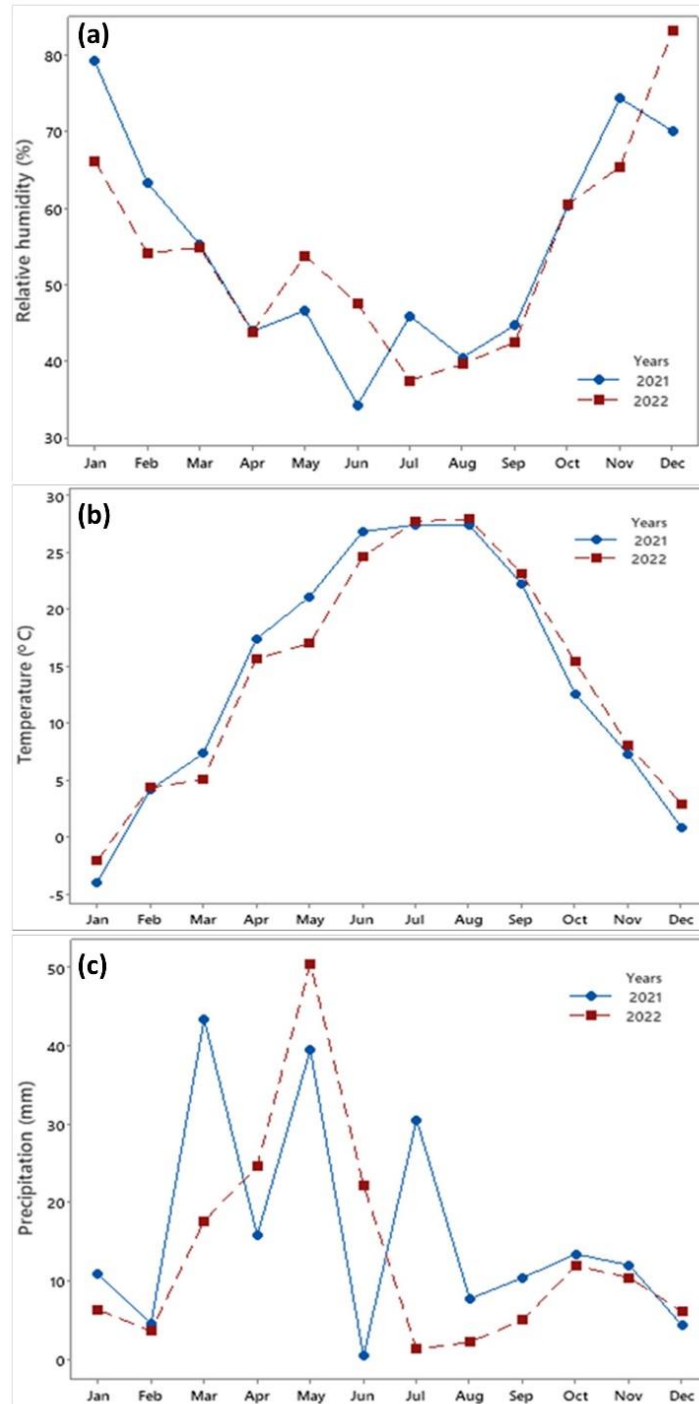 (a)
Relative humidity (%)
80
70
60
50
40
30
Years
2021
2022
Jan Feb Mar Apr May Jun Jul Aug Sep Oct Nov Dec
(b)
Temperature (°C)
30
25
20
15
10
5
0
-5
Years
2021
2022
Jan Feb Mar Apr May Jun Jul Aug Sep Oct Nov Dec
(c)
Precipitation (mm)
50
40
30
20
10
0
Years
2021
2022
Jan Feb Mar Apr May Jun Jul Aug Sep Oct Nov Dec